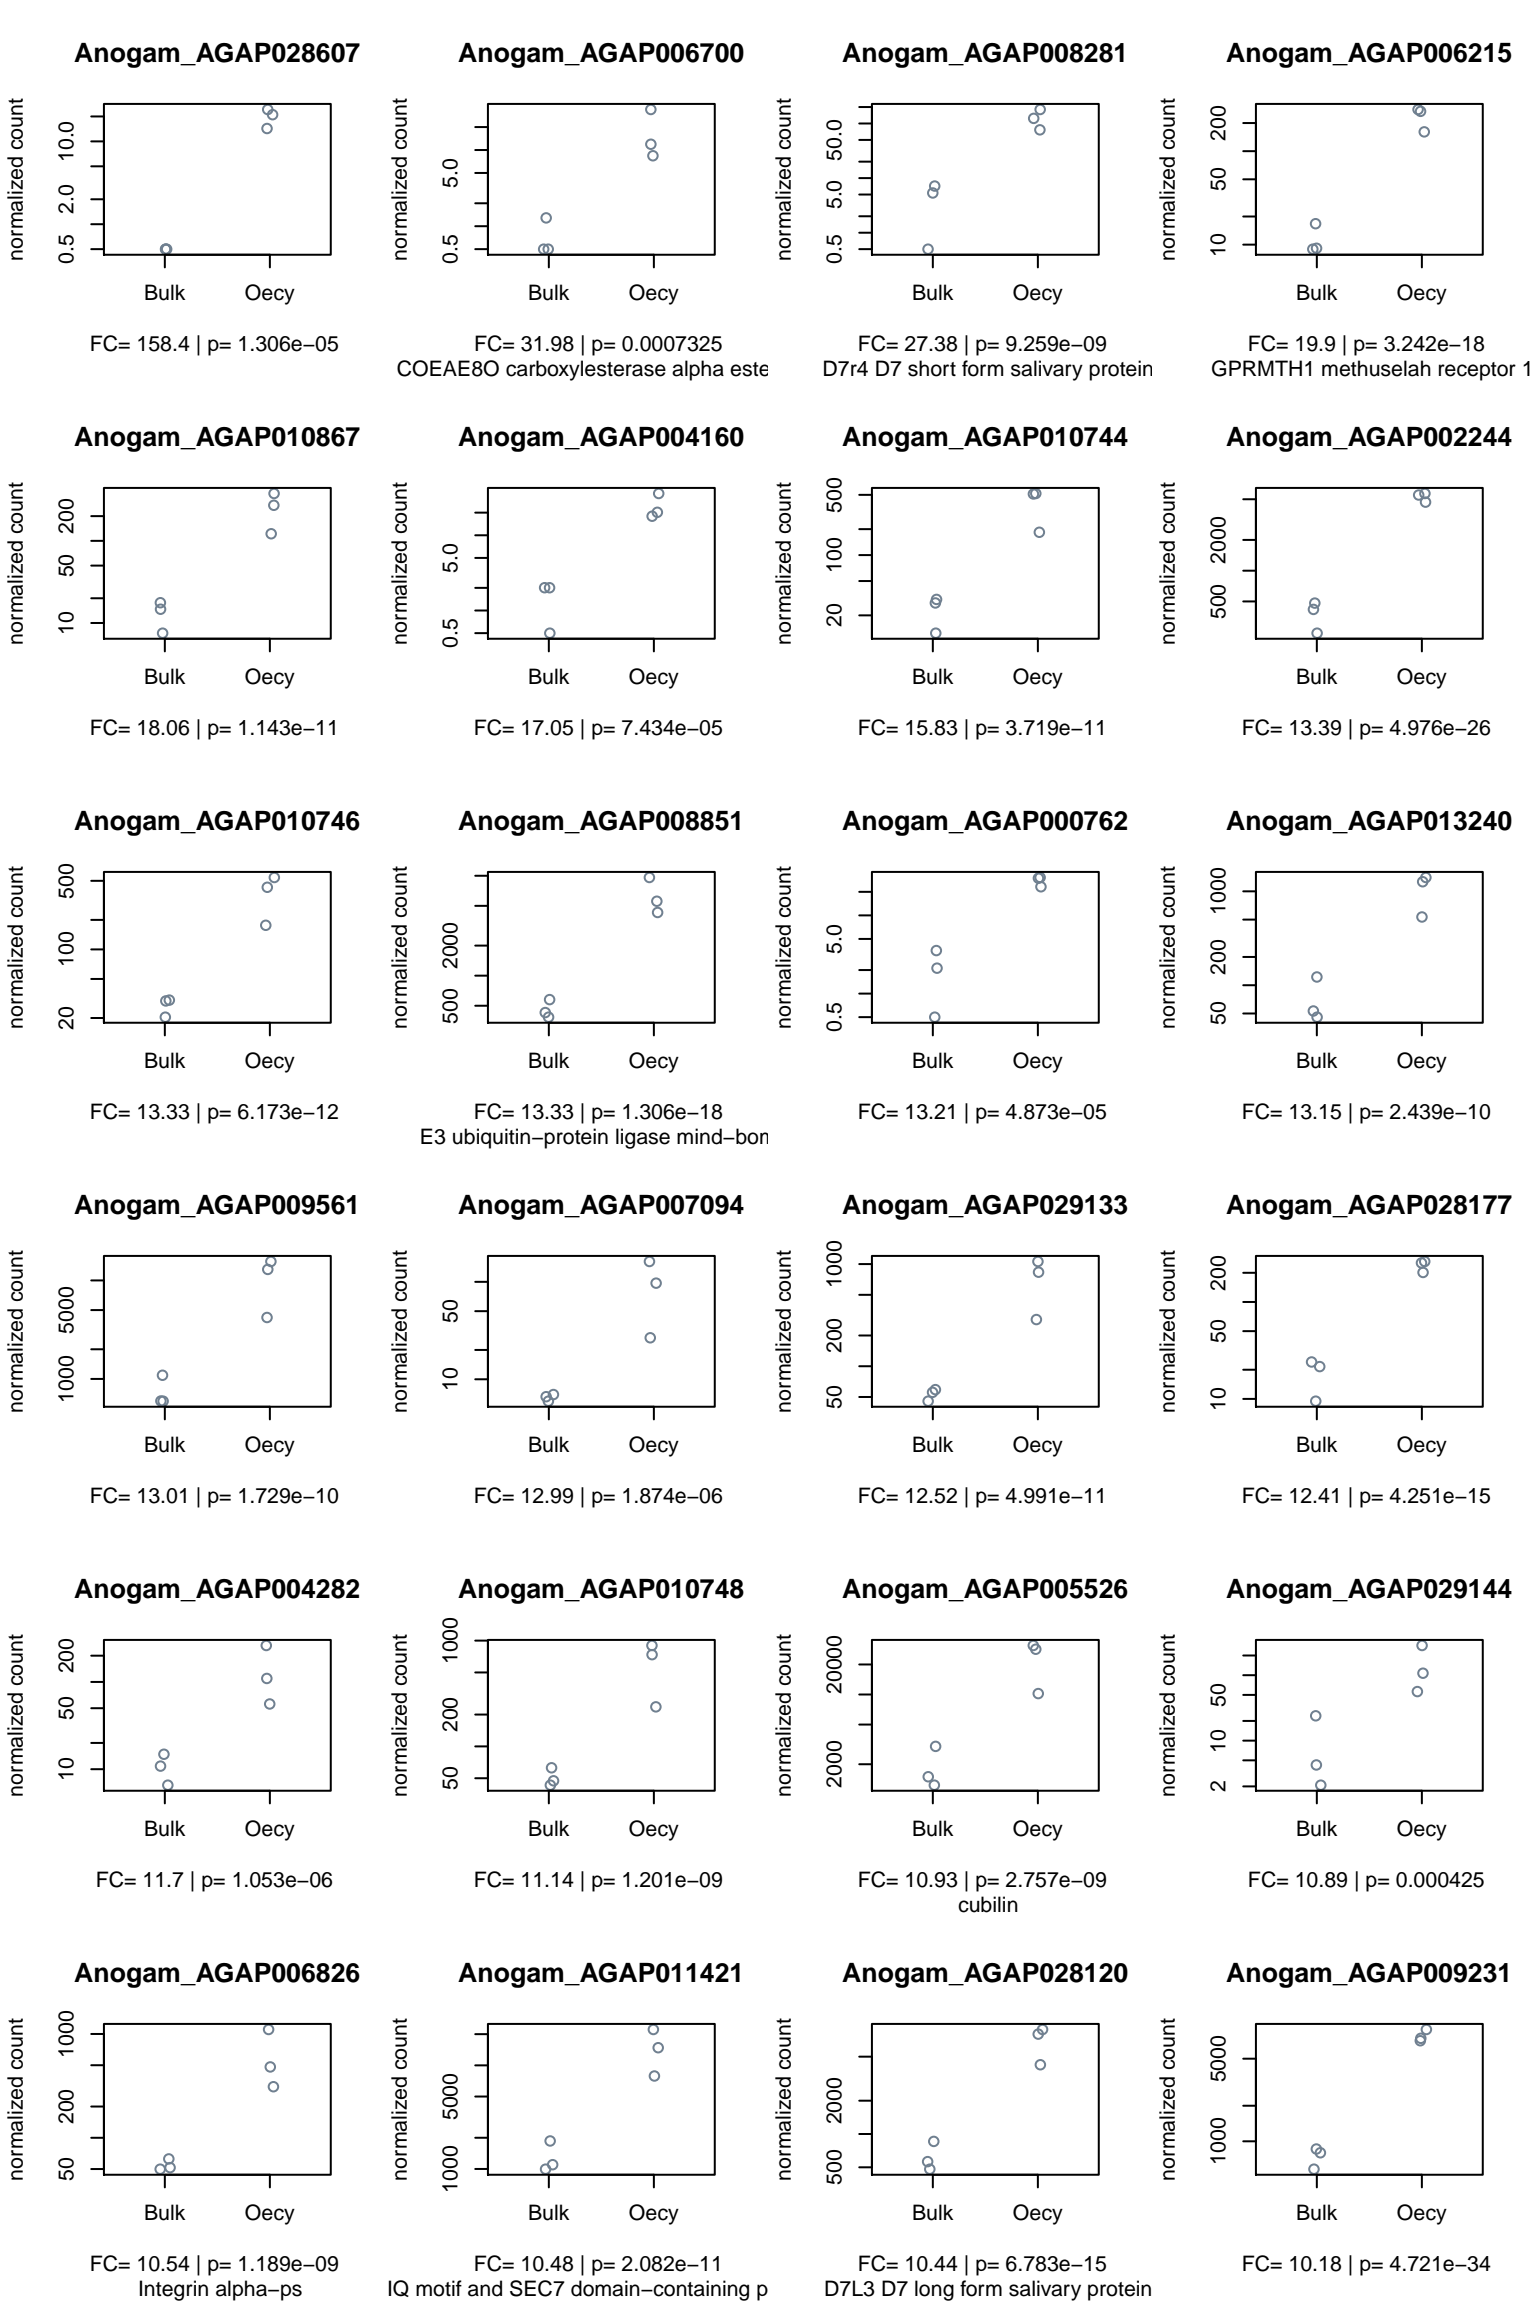 Anogam_AGAP028607
normalized count
0.5 2.0 10.0
Bulk Oecy
FC= 158.4 | p= 1.306e−05
Anogam_AGAP006700
normalized count
0.5 5.0
Bulk Oecy
FC= 31.98 | p= 0.0007325
COEAE8O carboxylesterase alpha este
Anogam_AGAP008281
normalized count
0.5 5.0 50.0
Bulk Oecy
FC= 27.38 | p= 9.259e−09
D7r4 D7 short form salivary protein
Anogam_AGAP006215
normalized count
10 50 200
Bulk Oecy
FC= 19.9 | p= 3.242e−18
GPRMTH1 methuselah receptor 1
Anogam_AGAP010867
normalized count
10 50 200
Bulk Oecy
FC= 18.06 | p= 1.143e−11
Anogam_AGAP004160
normalized count
0.5 5.0
Bulk Oecy
FC= 17.05 | p= 7.434e−05
Anogam_AGAP010744
normalized count
20 100 500
Bulk Oecy
FC= 15.83 | p= 3.719e−11
Anogam_AGAP002244
normalized count
500 2000
Bulk Oecy
FC= 13.39 | p= 4.976e−26
Anogam_AGAP010746
normalized count
20 100 500
Bulk Oecy
FC= 13.33 | p= 6.173e−12
Anogam_AGAP008851
normalized count
500 2000
Bulk Oecy
FC= 13.33 | p= 1.306e−18
E3 ubiquitin−protein ligase mind−bon
Anogam_AGAP000762
normalized count
0.5 5.0
Bulk Oecy
FC= 13.21 | p= 4.873e−05
Anogam_AGAP013240
normalized count
50 200 1000
Bulk Oecy
FC= 13.15 | p= 2.439e−10
Anogam_AGAP009561
normalized count
1000 5000
Bulk Oecy
FC= 13.01 | p= 1.729e−10
Anogam_AGAP007094
normalized count
10 50
Bulk Oecy
FC= 12.99 | p= 1.874e−06
Anogam_AGAP029133
normalized count
50 200 1000
Bulk Oecy
FC= 12.52 | p= 4.991e−11
Anogam_AGAP028177
normalized count
10 50 200
Bulk Oecy
FC= 12.41 | p= 4.251e−15
Anogam_AGAP004282
normalized count
10 50 200
Bulk Oecy
FC= 11.7 | p= 1.053e−06
Anogam_AGAP010748
normalized count
50 200 1000
Bulk Oecy
FC= 11.14 | p= 1.201e−09
Anogam_AGAP005526
normalized count
2000 20000
Bulk Oecy
FC= 10.93 | p= 2.757e−09
cubilin
Anogam_AGAP029144
normalized count
2 10 50
Bulk Oecy
FC= 10.89 | p= 0.000425
Anogam_AGAP006826
normalized count
50 200 1000
Bulk Oecy
FC= 10.54 | p= 1.189e−09
Integrin alpha−ps
Anogam_AGAP011421
normalized count
1000 5000
Bulk Oecy
FC= 10.48 | p= 2.082e−11
IQ motif and SEC7 domain−containing p
Anogam_AGAP028120
normalized count
500 2000
Bulk Oecy
FC= 10.44 | p= 6.783e−15
D7L3 D7 long form salivary protein
Anogam_AGAP009231
normalized count
1000 5000
Bulk Oecy
FC= 10.18 | p= 4.721e−34